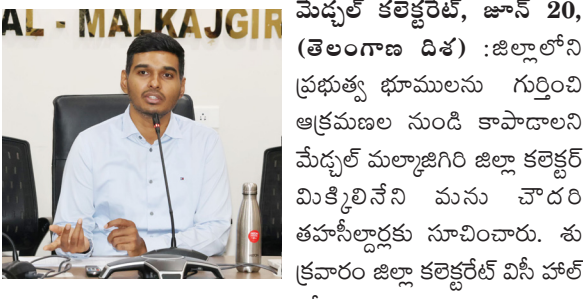 AL - MALKAJGIR
మేడ్చల్ కలెక్టరేట్, జూన్ 20,
(తెలంగాణ దిశ) :జిల్లాలోని
ప్రభుత్వ భూములను గుర్తించి
ఆక్రమణల నుండి కాపాడాలని
మేడ్చల్ మల్కాజిగిరి జిల్లా కలెక్టర్
మిక్కిలినేని మను చౌదరి
తహసీల్దార్లకు సూచించారు. శు
క్రవారం జిల్లా కలెక్టరేట్ విసీ హాల్